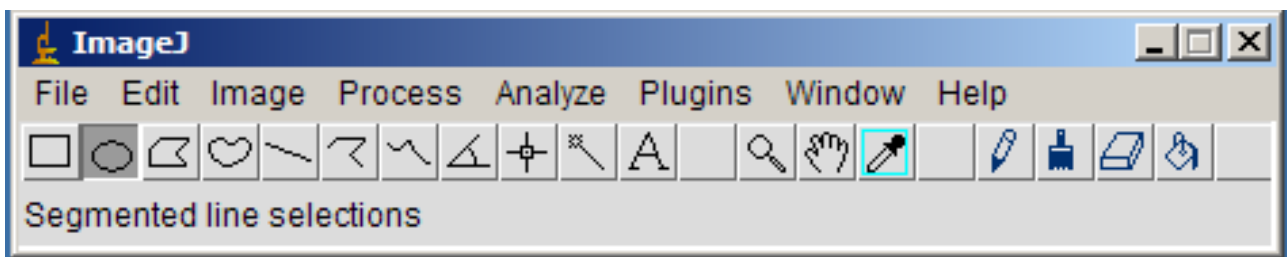 ImageJ
File Edit Image Process Analyze Plugins Window Help
A
Segmented line selections